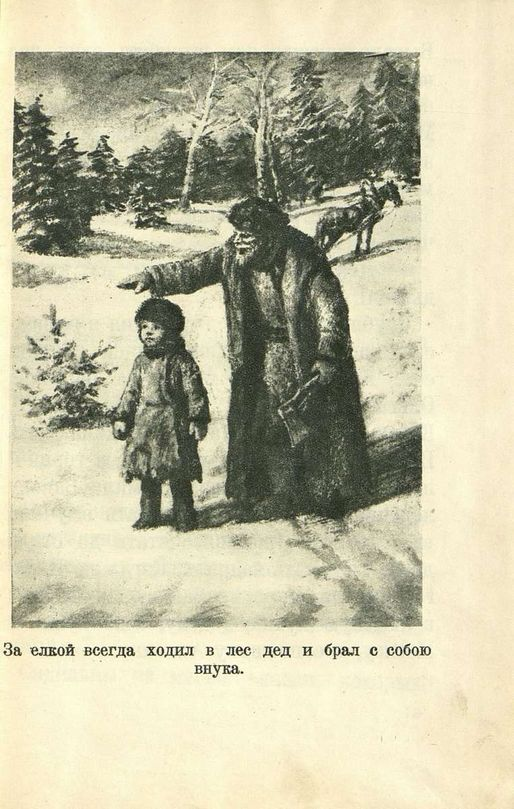 За елкой всегда ходил в лес дед и брал с собою
внука.